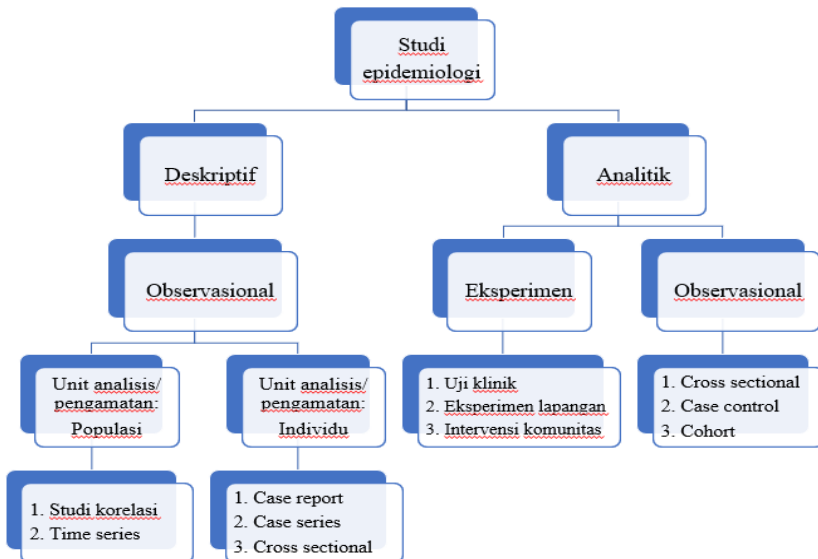 Studi
epidemiologi
Deskriptif
Analitik
Observasional
Eksperimen
Observasional
Unit analisis/
pengamatan:
Populasi
Unit analisis/
pengamatan:
Individu
1. Uji klinik
2. Eksperimen lapangan
3. Intervensi komunitas
1. Cross sectional
2. Case control
3. Cohort
1. Studi korelasi
2. Time series
1. Case report
2. Case series
3. Cross sectional